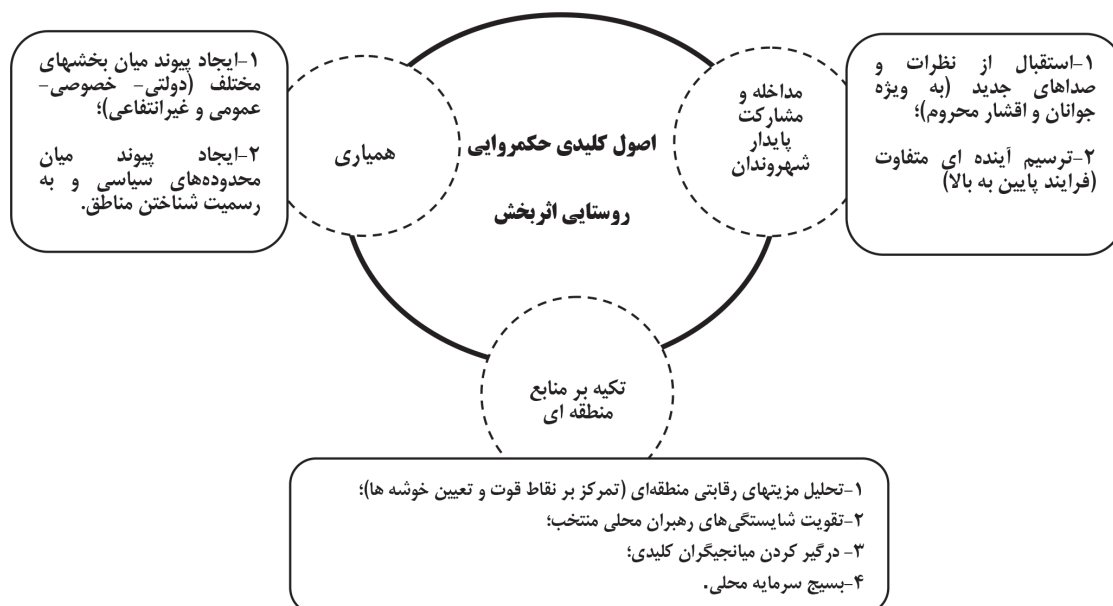 اصول کلیدی حکمروایی
روستایی اثربخش
مداخله و
مشارکت
پایدار
شهروندان
۱-استقبال از نظرات و
صداهای جدید (به ویژه
جوانان و اقشار محروم)؛
۲-ترسیم آینده ای متفاوت
(فرایند پایین به بالا)
همیاری
۱-ایجاد پیوند میان بخشهای
مختلف (دولتی- خصوصی-
عمومی و غیرانتفاعی)؛
۲-ایجاد پیوند میان
محدوده‌های سیاسی و به
رسمیت شناختن مناطق.
تکیه بر منابع
منطقه ای
۱-تحلیل مزیتهای رقابتی منطقه‌ای (تمرکز بر نقاط قوت و تعیین خوشه ها)؛
۲-تقویت شایستگی‌های رهبران محلی منتخب؛
۳- درگیر کردن میانجیگران کلیدی؛
۴-بسیج سرمایه محلی.